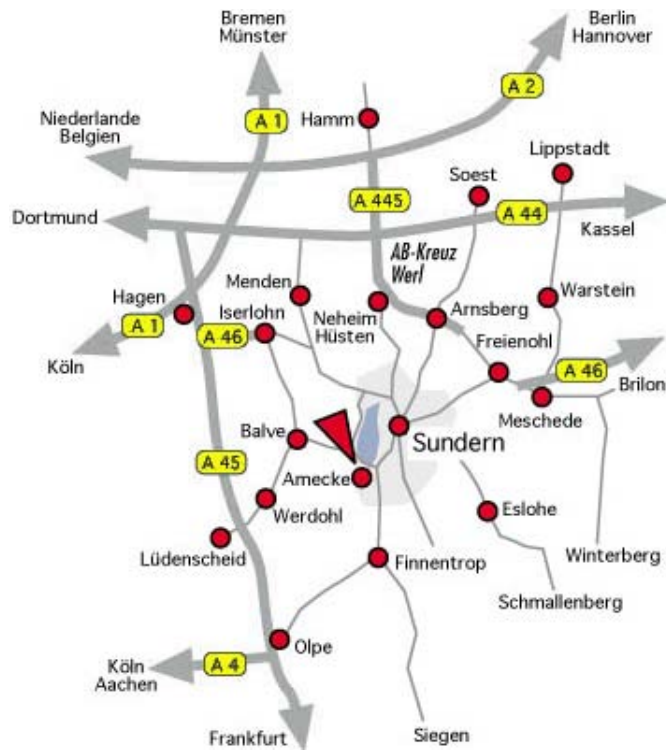 Bremen
Münster
Berlin
Hannover
A 2
Niederlande
Belgien
A 1
Hamm
Lippstadt
Soest
A 445
Dortmund
A 44
Kassel
AB-Kreuz
Werl
Menden
Hagen
Iserlohn
Neheim
Hüsten
Arnsberg
Warstein
A 1
A 46
Freienohl
Köln
A 46
Brilon
Meschede
Balve
Sundern
A 45
Amecke
Werdohl
Eslohe
Lüdenscheid
Finnentrop
Winterberg
Schmallenberg
Olpe
Köln
Aachen
A 4
Frankfurt
Siegen